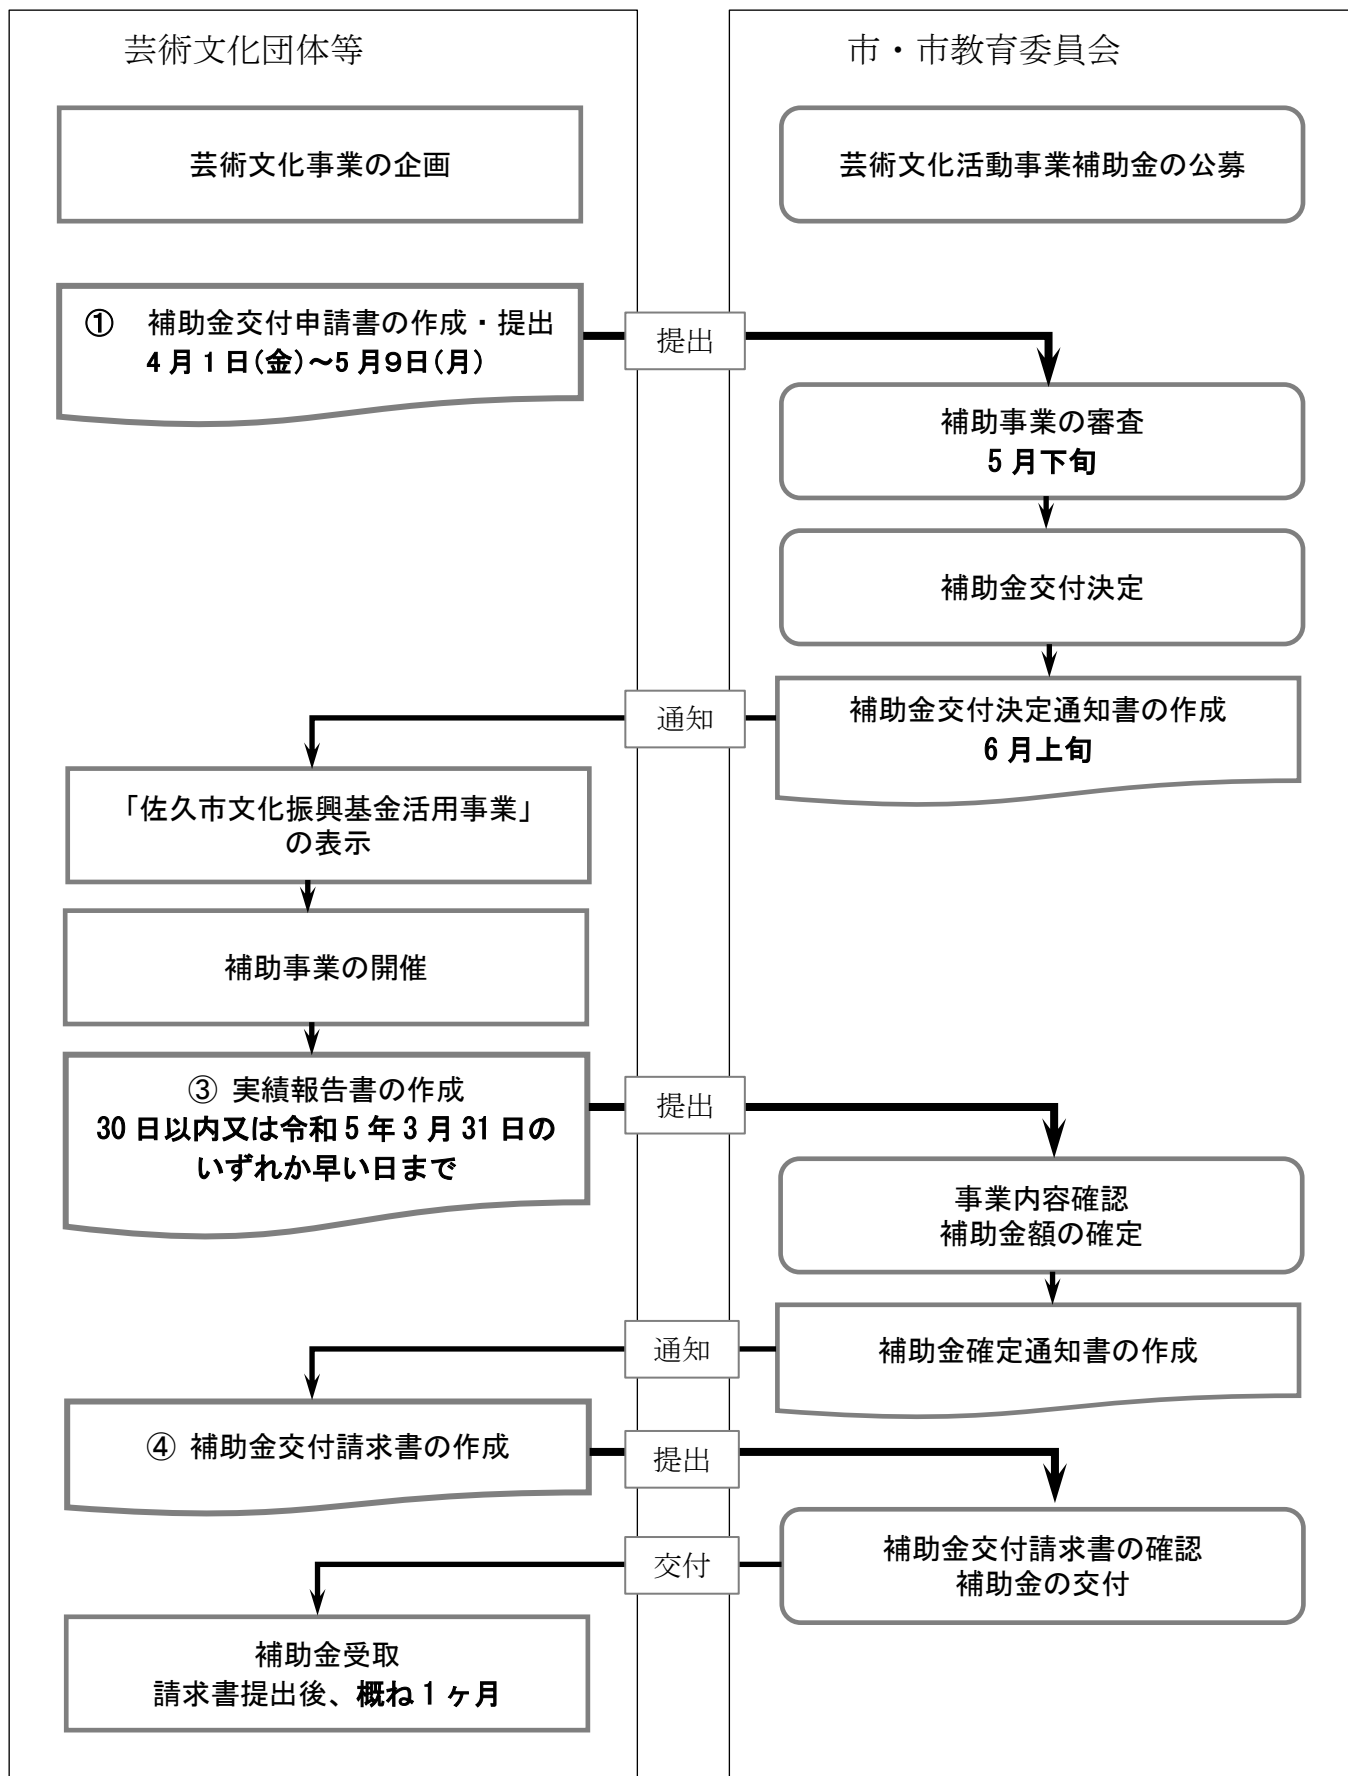 芸術文化団体等
市・市教育委員会
芸術文化事業の企画
芸術文化活動事業補助金の公募
① 補助金交付申請書の作成・提出
4月1日(金)～5月9日(月)
提出
補助事業の審査
5月下旬
補助金交付決定
通知
補助金交付決定通知書の作成
6月上旬
「佐久市文化振興基金活用事業」
の表示
補助事業の開催
③ 実績報告書の作成
30日以内又は令和5年3月31日の
いずれか早い日まで
提出
事業内容確認
補助金額の確定
通知
補助金確定通知書の作成
④ 補助金交付請求書の作成
提出
補助金交付請求書の確認
補助金の交付
交付
補助金受取
請求書提出後、概ね1ヶ月